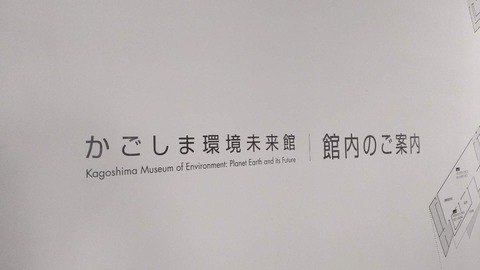 かごしま環境未来館
Kagoshima Museum of Environment: Planet Earth and its Future
館内のご案内